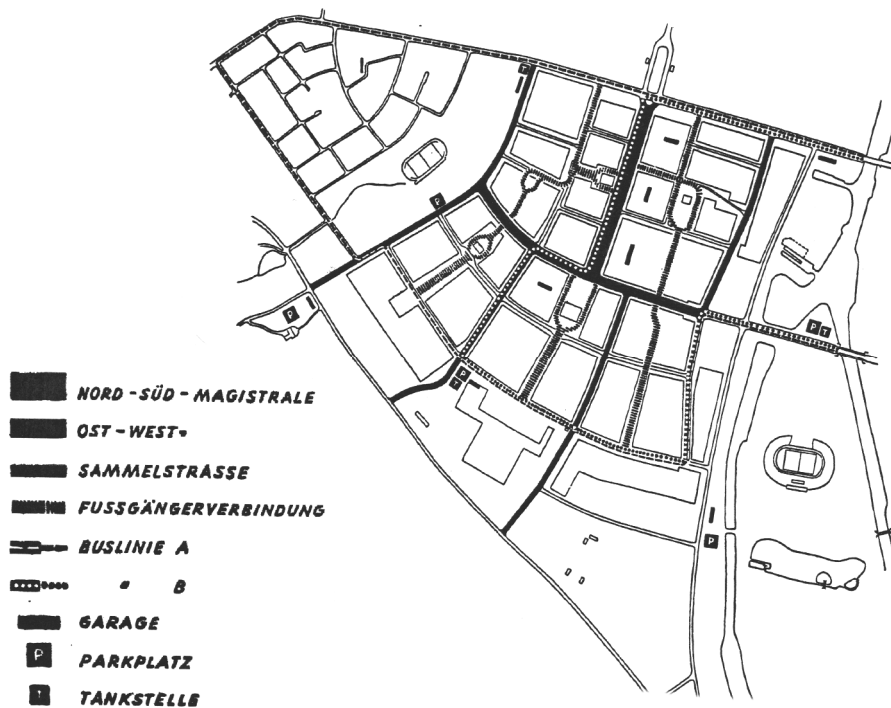 T
P
P
P T
P
T
P
NORD-SÜD-MAGISTRALE
OST-WEST-"
SAMMELSTRASSE
FUSSGÄNGERVERBINDUNG
BUSLINIE A
" B
GARAGE
P PARKPLATZ
T TANKSTELLE